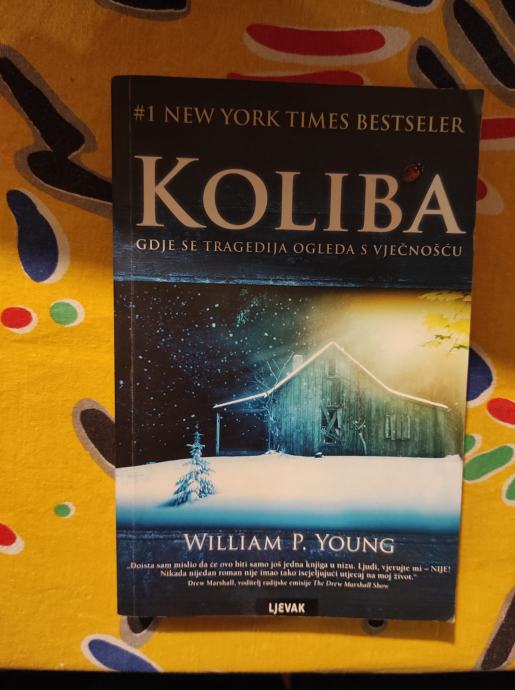 #1 NEW YORK TIMES BESTSELER
KOLIBA
GDJE SE TRAGEDIJA OGLEDA S VJEČNOŠĆU
WILLIAM P. YOUNG
„Doista sam mislio da će ovo biti samo još jedna knjiga u nizu. Ljudi, vjerujte mi – NIJE!
Nikada nijedan roman nije imao tako iscjeljujući utjecaj na moj život."
Drew Marshall, voditelj radijske emisije The Drew Marshall Show
LJEVAK